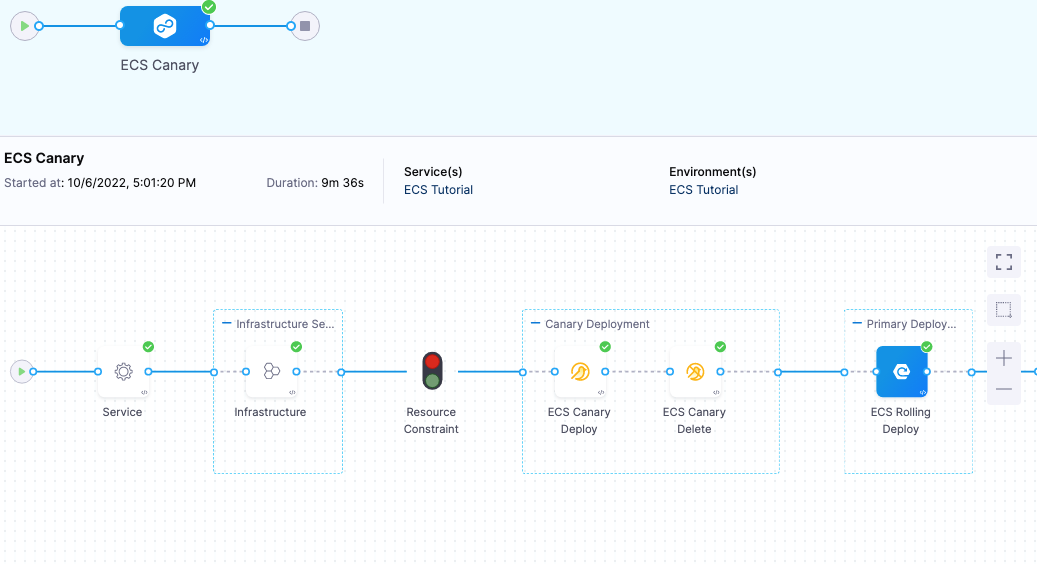 ECS Canary
ECS Canary
Started at: 10/6/2022, 5:01:20 PM
Duration: 9m 36s
Service(s)
ECS Tutorial
Environment(s)
ECS Tutorial
Infrastructure Se...
Canary Deployment
Primary Deploy...
Service
Infrastructure
Resource
Constraint
ECS Canary
Deploy
ECS Canary
Delete
ECS Rolling
Deploy